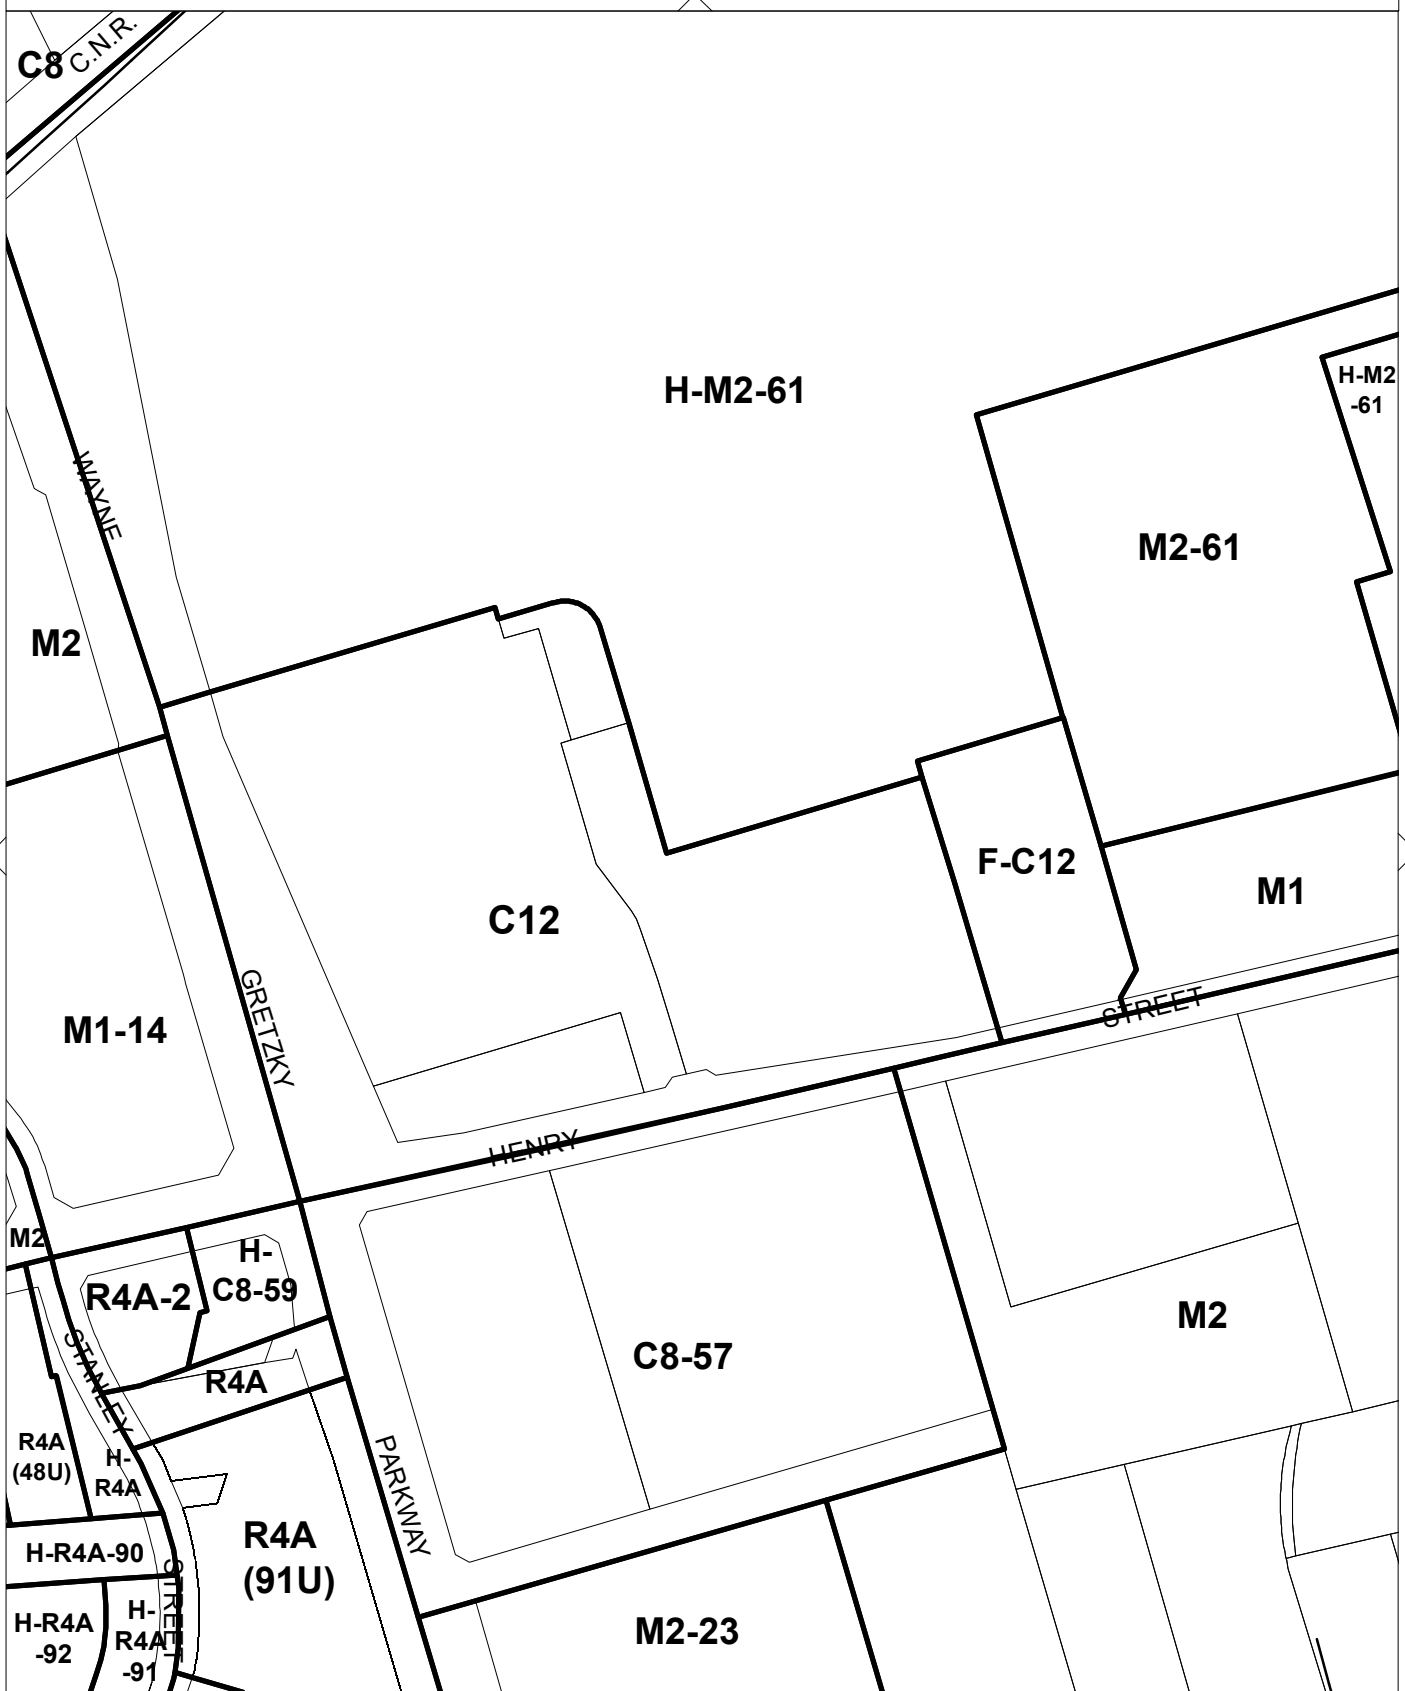 C8
C.N.R.
H-M2-61
H-M2
-61
WAYNE
M2-61
M2
F-C12
M1
C12
GRETZKY
STREET
M1-14
HENRY
M2
H-
C8-59
R4A-2
M2
STANLEY
C8-57
R4A
R4A
(48U)
H-
R4A
PARKWAY
R4A
(91U)
H-R4A-90
STREET
H-R4A
-92
H-
R4A
-91
M2-23